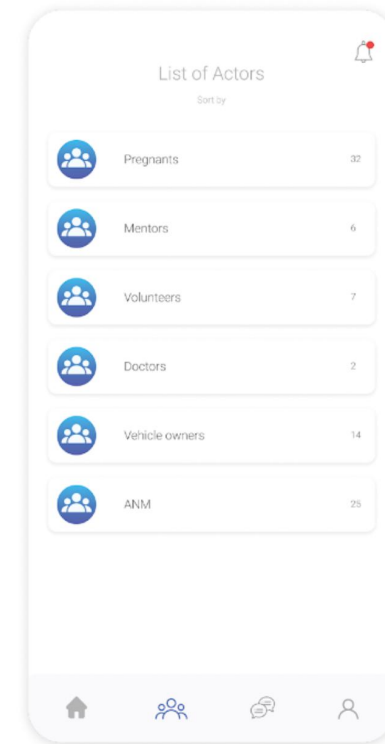 List of Actors
Sort by
Pregnants 32
Mentors 6
Volunteers 7
Doctors 2
Vehicle owners 14
ANM 25